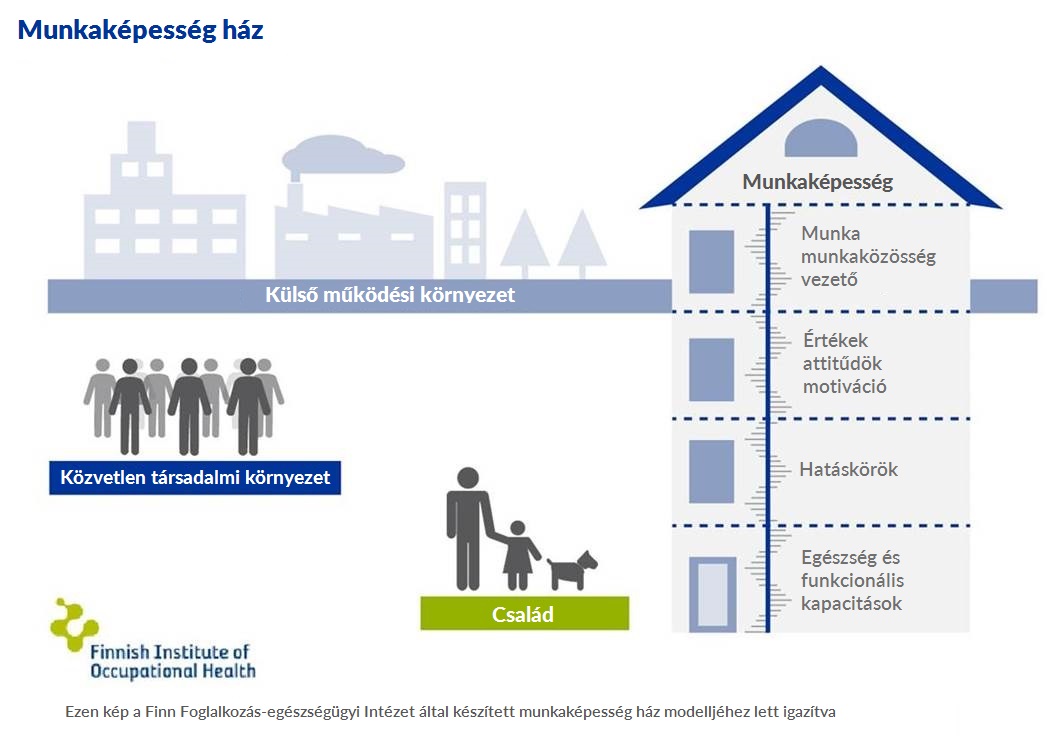 Munkaképesség ház
Munkaképesség
Munka
munkaközösség
vezető
Külső működési környezet
Értékek
attitűdök
motiváció
Közvetlen társadalmi környezet
Hatáskörök
Egészség és
funkcionális
kapacitások
Család
Finnish Institute of
Occupational Health
Ezen kép a Finn Foglalkozás-egészségügyi Intézet által készített munkaképesség ház modelljéhez lett igazítva